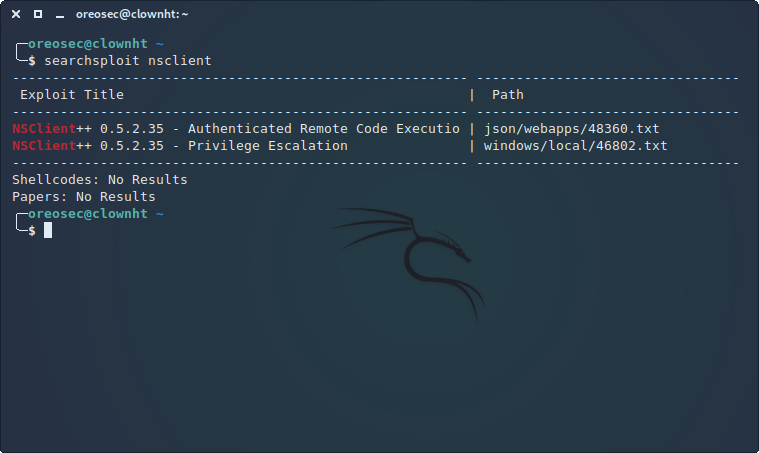 oreosec@clownht: ~
oreosec@clownht ~
$ searchsploit nsclient
---------------------------------------------------------- ---------------------------------
 Exploit Title                                           |  Path
---------------------------------------------------------- ---------------------------------
NSClient++ 0.5.2.35 - Authenticated Remote Code Executio | json/webapps/48360.txt
NSClient++ 0.5.2.35 - Privilege Escalation               | windows/local/46802.txt
---------------------------------------------------------- ---------------------------------
Shellcodes: No Results
Papers: No Results
oreosec@clownht ~
$